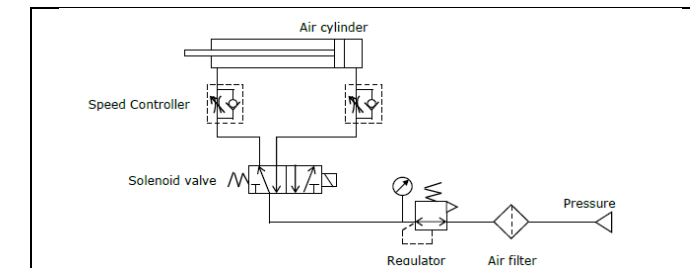 Air cylinder
Speed Controller
Solenoid valve
Pressure
Regulator
Air filter